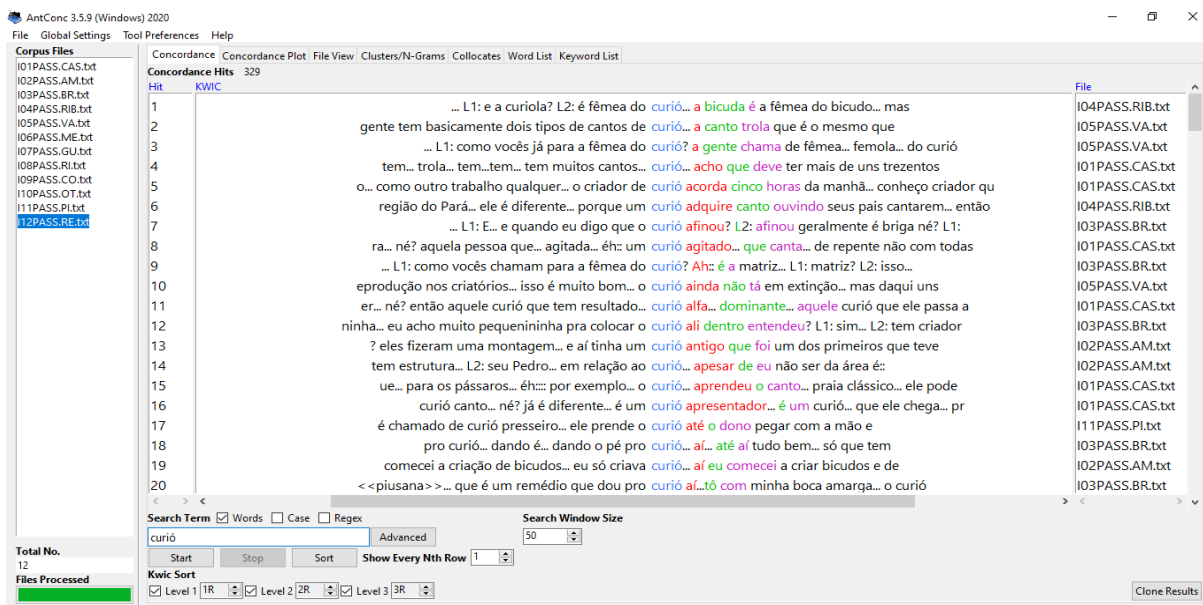 AntConc 3.5.9 (Windows) 2020
File Global Settings Tool Preferences Help
Corpus Files
I01PASS.CAS.txt
I02PASS.AM.txt
I03PASS.BR.txt
I04PASS.RIB.txt
I05PASS.VA.txt
I06PASS.ME.txt
I07PASS.GU.txt
I08PASS.RI.txt
I09PASS.CO.txt
I10PASS.OT.txt
I11PASS.PI.txt
I12PASS.RE.txt
Total No.
12
Files Processed
Concordance Concordance Plot File View Clusters/N-Grams Collocates Word List Keyword List
Concordance Hits 329
Hit KWIC File
1 ... L1: e a curiola? L2: é fêmea do curió... a bicuda é a fêmea do bicudo... mas I04PASS.RIB.txt
2 gente tem basicamente dois tipos de cantos de curió... a canto trola que é o mesmo que I05PASS.VA.txt
3 ... L1: como vocês já para a fêmea do curió? a gente chama de fêmea... femola... do curió I05PASS.VA.txt
4 tem... trola... tem...tem... tem muitos cantos... curió... acho que deve ter mais de uns trezentos I01PASS.CAS.txt
5 o... como outro trabalho qualquer... o criador de curió acorda cinco horas da manhã... conheço criador qu I01PASS.CAS.txt
6 região do Pará... ele é diferente... porque um curió adquire canto ouvindo seus pais cantarem... então I04PASS.RIB.txt
7 ... L1: E... e quando eu digo que o curió afinou? L2: afinou geralmente é briga né? L1: I03PASS.BR.txt
8 ra... né? aquela pessoa que... agitada... éh:: um curió agitado... que canta... de repente não com todas I01PASS.CAS.txt
9 ... L1: como vocês chamam para a fêmea do curió? Ah:: é a matriz... L1: matriz? L2: isso... I03PASS.BR.txt
10 eprodução nos criatórios... isso é muito bom... o curió ainda não tá em extinção... mas daqui uns I05PASS.VA.txt
11 er... né? então aquele curió que tem resultado... curió alfa... dominante... aquele curió que ele passa a I01PASS.CAS.txt
12 ninha... eu acho muito pequenininha pra colocar o curió ali dentro entendeu? L1: sim... L2: tem criador I03PASS.BR.txt
13 ? eles fizeram uma montagem... e aí tinha um curió antigo que foi um dos primeiros que teve I02PASS.AM.txt
14 tem estrutura... L2: seu Pedro... em relação ao curió... apesar de eu não ser da área é:: I02PASS.AM.txt
15 ue... para os pássaros... éh:::: por exemplo... o curió... aprendeu o canto... praia clássico... ele pode I01PASS.CAS.txt
16 curió canto... né? já é diferente... é um curió apresentador... é um curió... que ele chega... pr I01PASS.CAS.txt
17 é chamado de curió presseiro... ele prende o curió até o dono pegar com a mão e I11PASS.PI.txt
18 pro curió... dando é... dando o pé pro curió... aí... até aí tudo bem... só que tem I03PASS.BR.txt
19 comecei a criação de bicudos... eu só criava curió... aí eu comecei a criar bicudos e de I02PASS.AM.txt
20 <<piusana>>... que é um remédio que dou pro curió aí...tô com minha boca amarga... o curió I03PASS.BR.txt
Search Term Words Case Regex Search Window Size
curió Advanced 50
Start Stop Sort Show Every Nth Row 1
Kwic Sort
Level 1 1R Level 2 2R Level 3 3R Clone Results